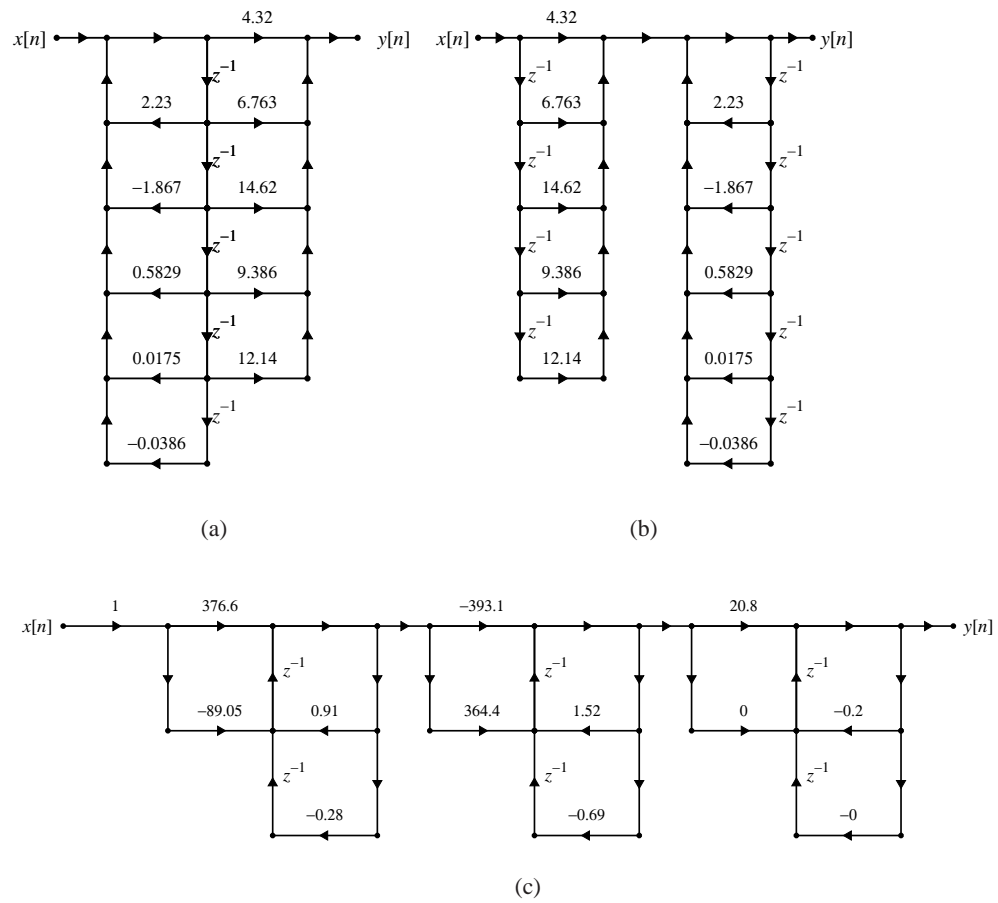 4.32 4.32
x[n] y[n] x[n] y[n]
z⁻¹ z⁻¹ z⁻¹
2.23 6.763 6.763 2.23
z⁻¹ z⁻¹ z⁻¹
−1.867 14.62 14.62 −1.867
z⁻¹ z⁻¹ z⁻¹
0.5829 9.386 9.386 0.5829
z⁻¹ z⁻¹ z⁻¹
0.0175 12.14 12.14 0.0175
z⁻¹ z⁻¹
−0.0386 −0.0386
(a) (b)
1 376.6 −393.1 20.8
x[n] y[n]
z⁻¹ z⁻¹ z⁻¹
−89.05 0.91 364.4 1.52 0 −0.2
z⁻¹ z⁻¹ z⁻¹
−0.28 −0.69 −0
(c)